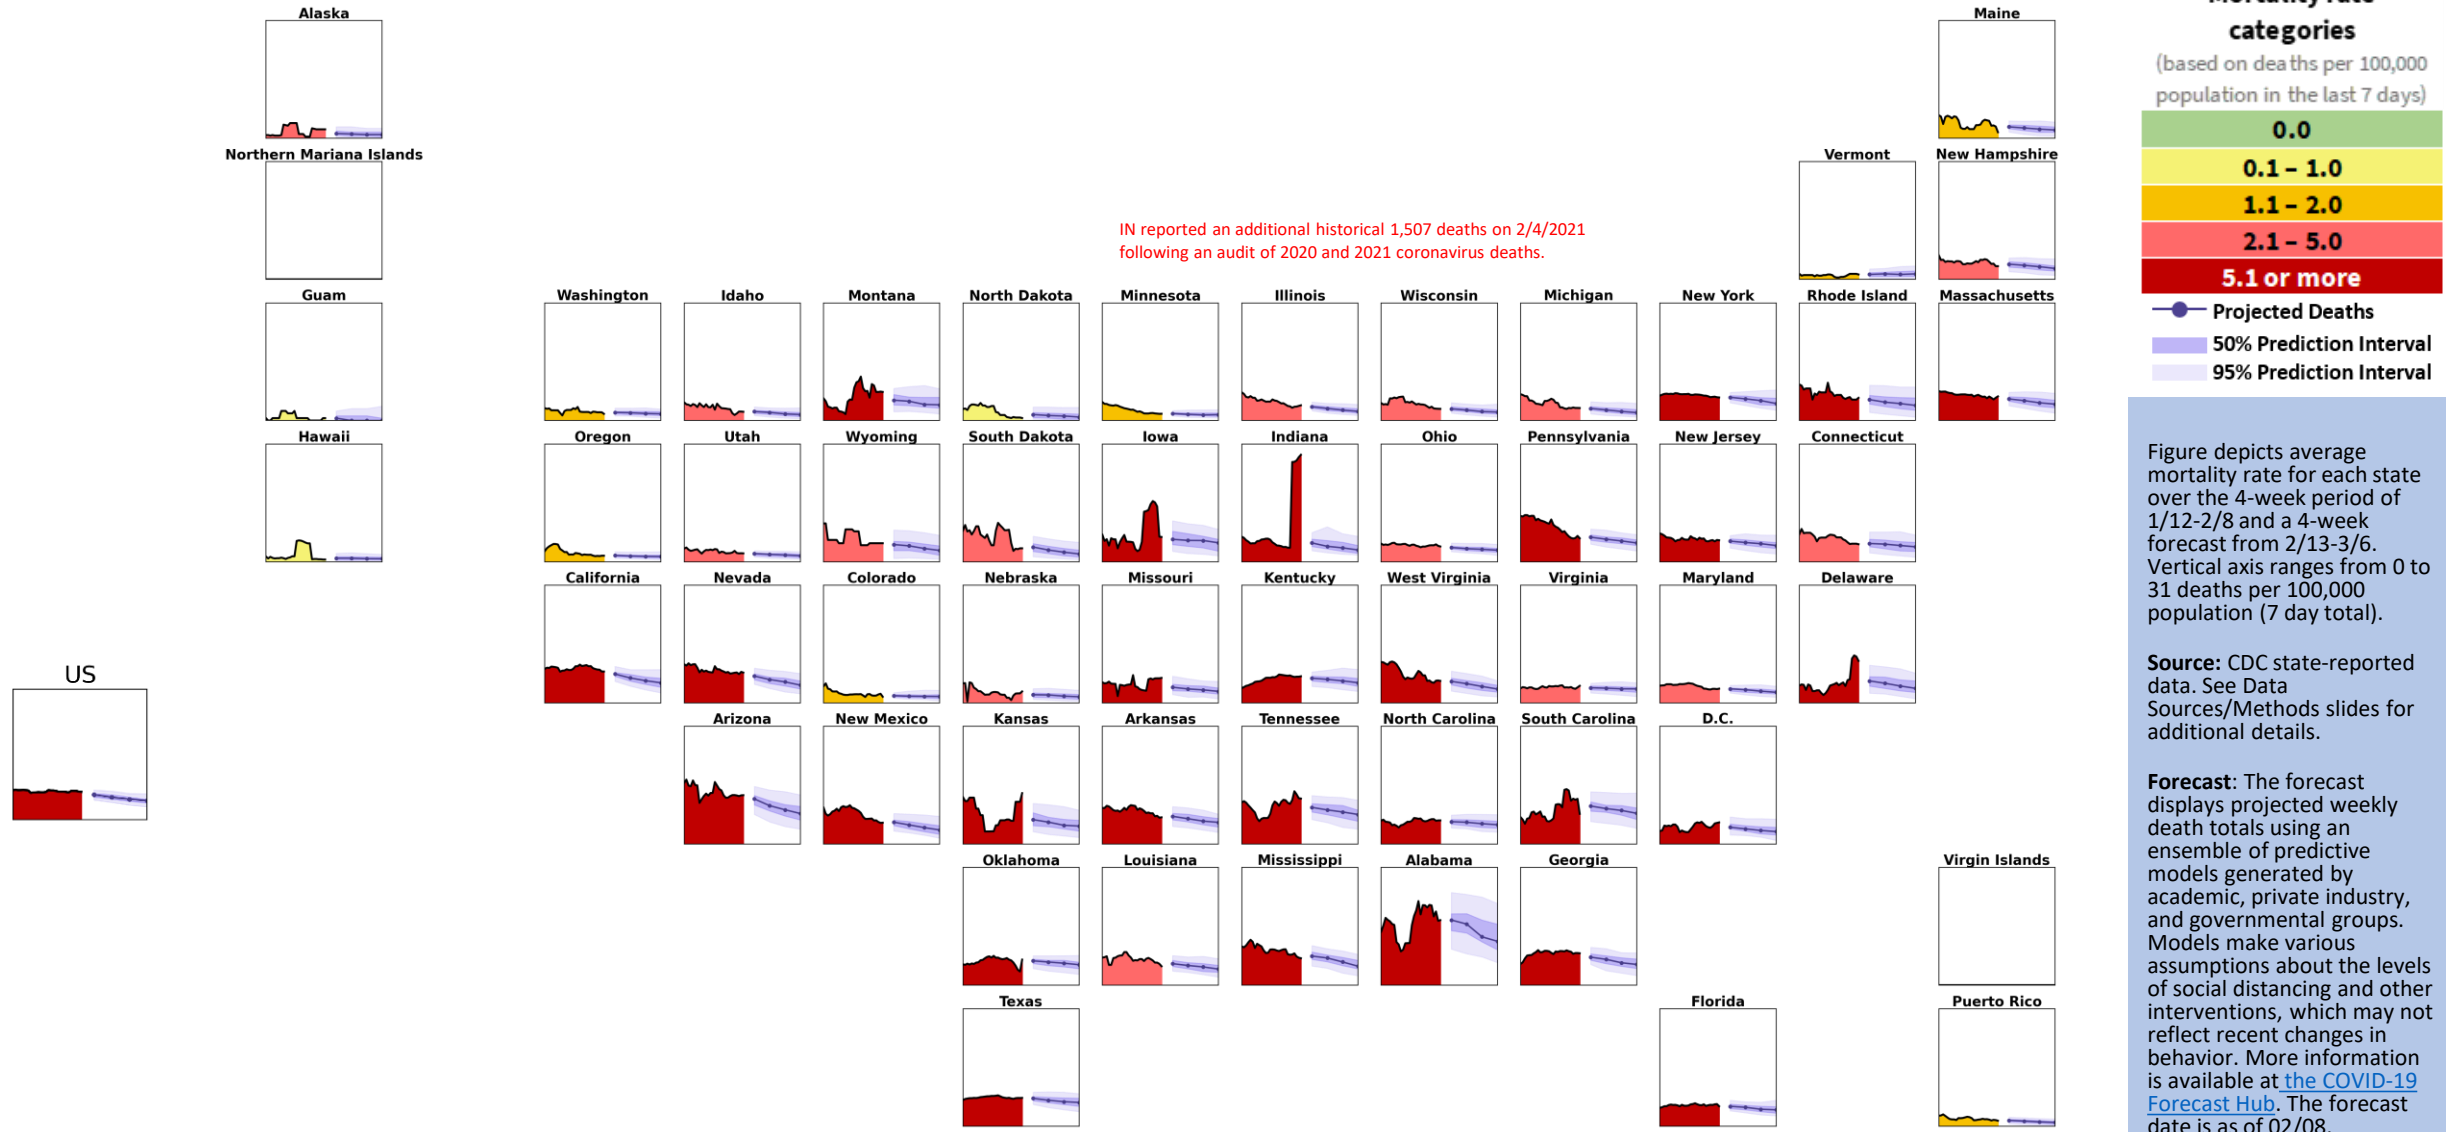 Alaska
Maine
Mortality rate
categories
(based on deaths per 100,000
population in the last 7 days)
0.0
0.1 – 1.0
1.1 – 2.0
2.1 – 5.0
5.1 or more
Projected Deaths
50% Prediction Interval
95% Prediction Interval
Northern Mariana Islands
Vermont
New Hampshire
IN reported an additional historical 1,507 deaths on 2/4/2021
following an audit of 2020 and 2021 coronavirus deaths.
Guam
Washington
Idaho
Montana
North Dakota
Minnesota
Illinois
Wisconsin
Michigan
New York
Rhode Island
Massachusetts
Hawaii
Oregon
Utah
Wyoming
South Dakota
Iowa
Indiana
Ohio
Pennsylvania
New Jersey
Connecticut
California
Nevada
Colorado
Nebraska
Missouri
Kentucky
West Virginia
Virginia
Maryland
Delaware
US
Arizona
New Mexico
Kansas
Arkansas
Tennessee
North Carolina
South Carolina
D.C.
Oklahoma
Louisiana
Mississippi
Alabama
Georgia
Virgin Islands
Texas
Florida
Puerto Rico
Figure depicts average
mortality rate for each state
over the 4-week period of
1/12-2/8 and a 4-week
forecast from 2/13-3/6.
Vertical axis ranges from 0 to
31 deaths per 100,000
population (7 day total).
Source: CDC state-reported
data. See Data
Sources/Methods slides for
additional details.
Forecast: The forecast
displays projected weekly
death totals using an
ensemble of predictive
models generated by
academic, private industry,
and governmental groups.
Models make various
assumptions about the levels
of social distancing and other
interventions, which may not
reflect recent changes in
behavior. More information
is available at the COVID-19
Forecast Hub. The forecast
date is as of 02/08.